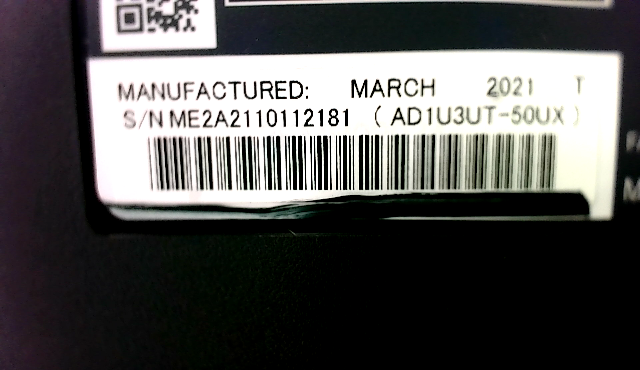 MANUFACTURED: MARCH 2021 T
S/N ME2A2110112181 ( AD1U3UT-50UX )